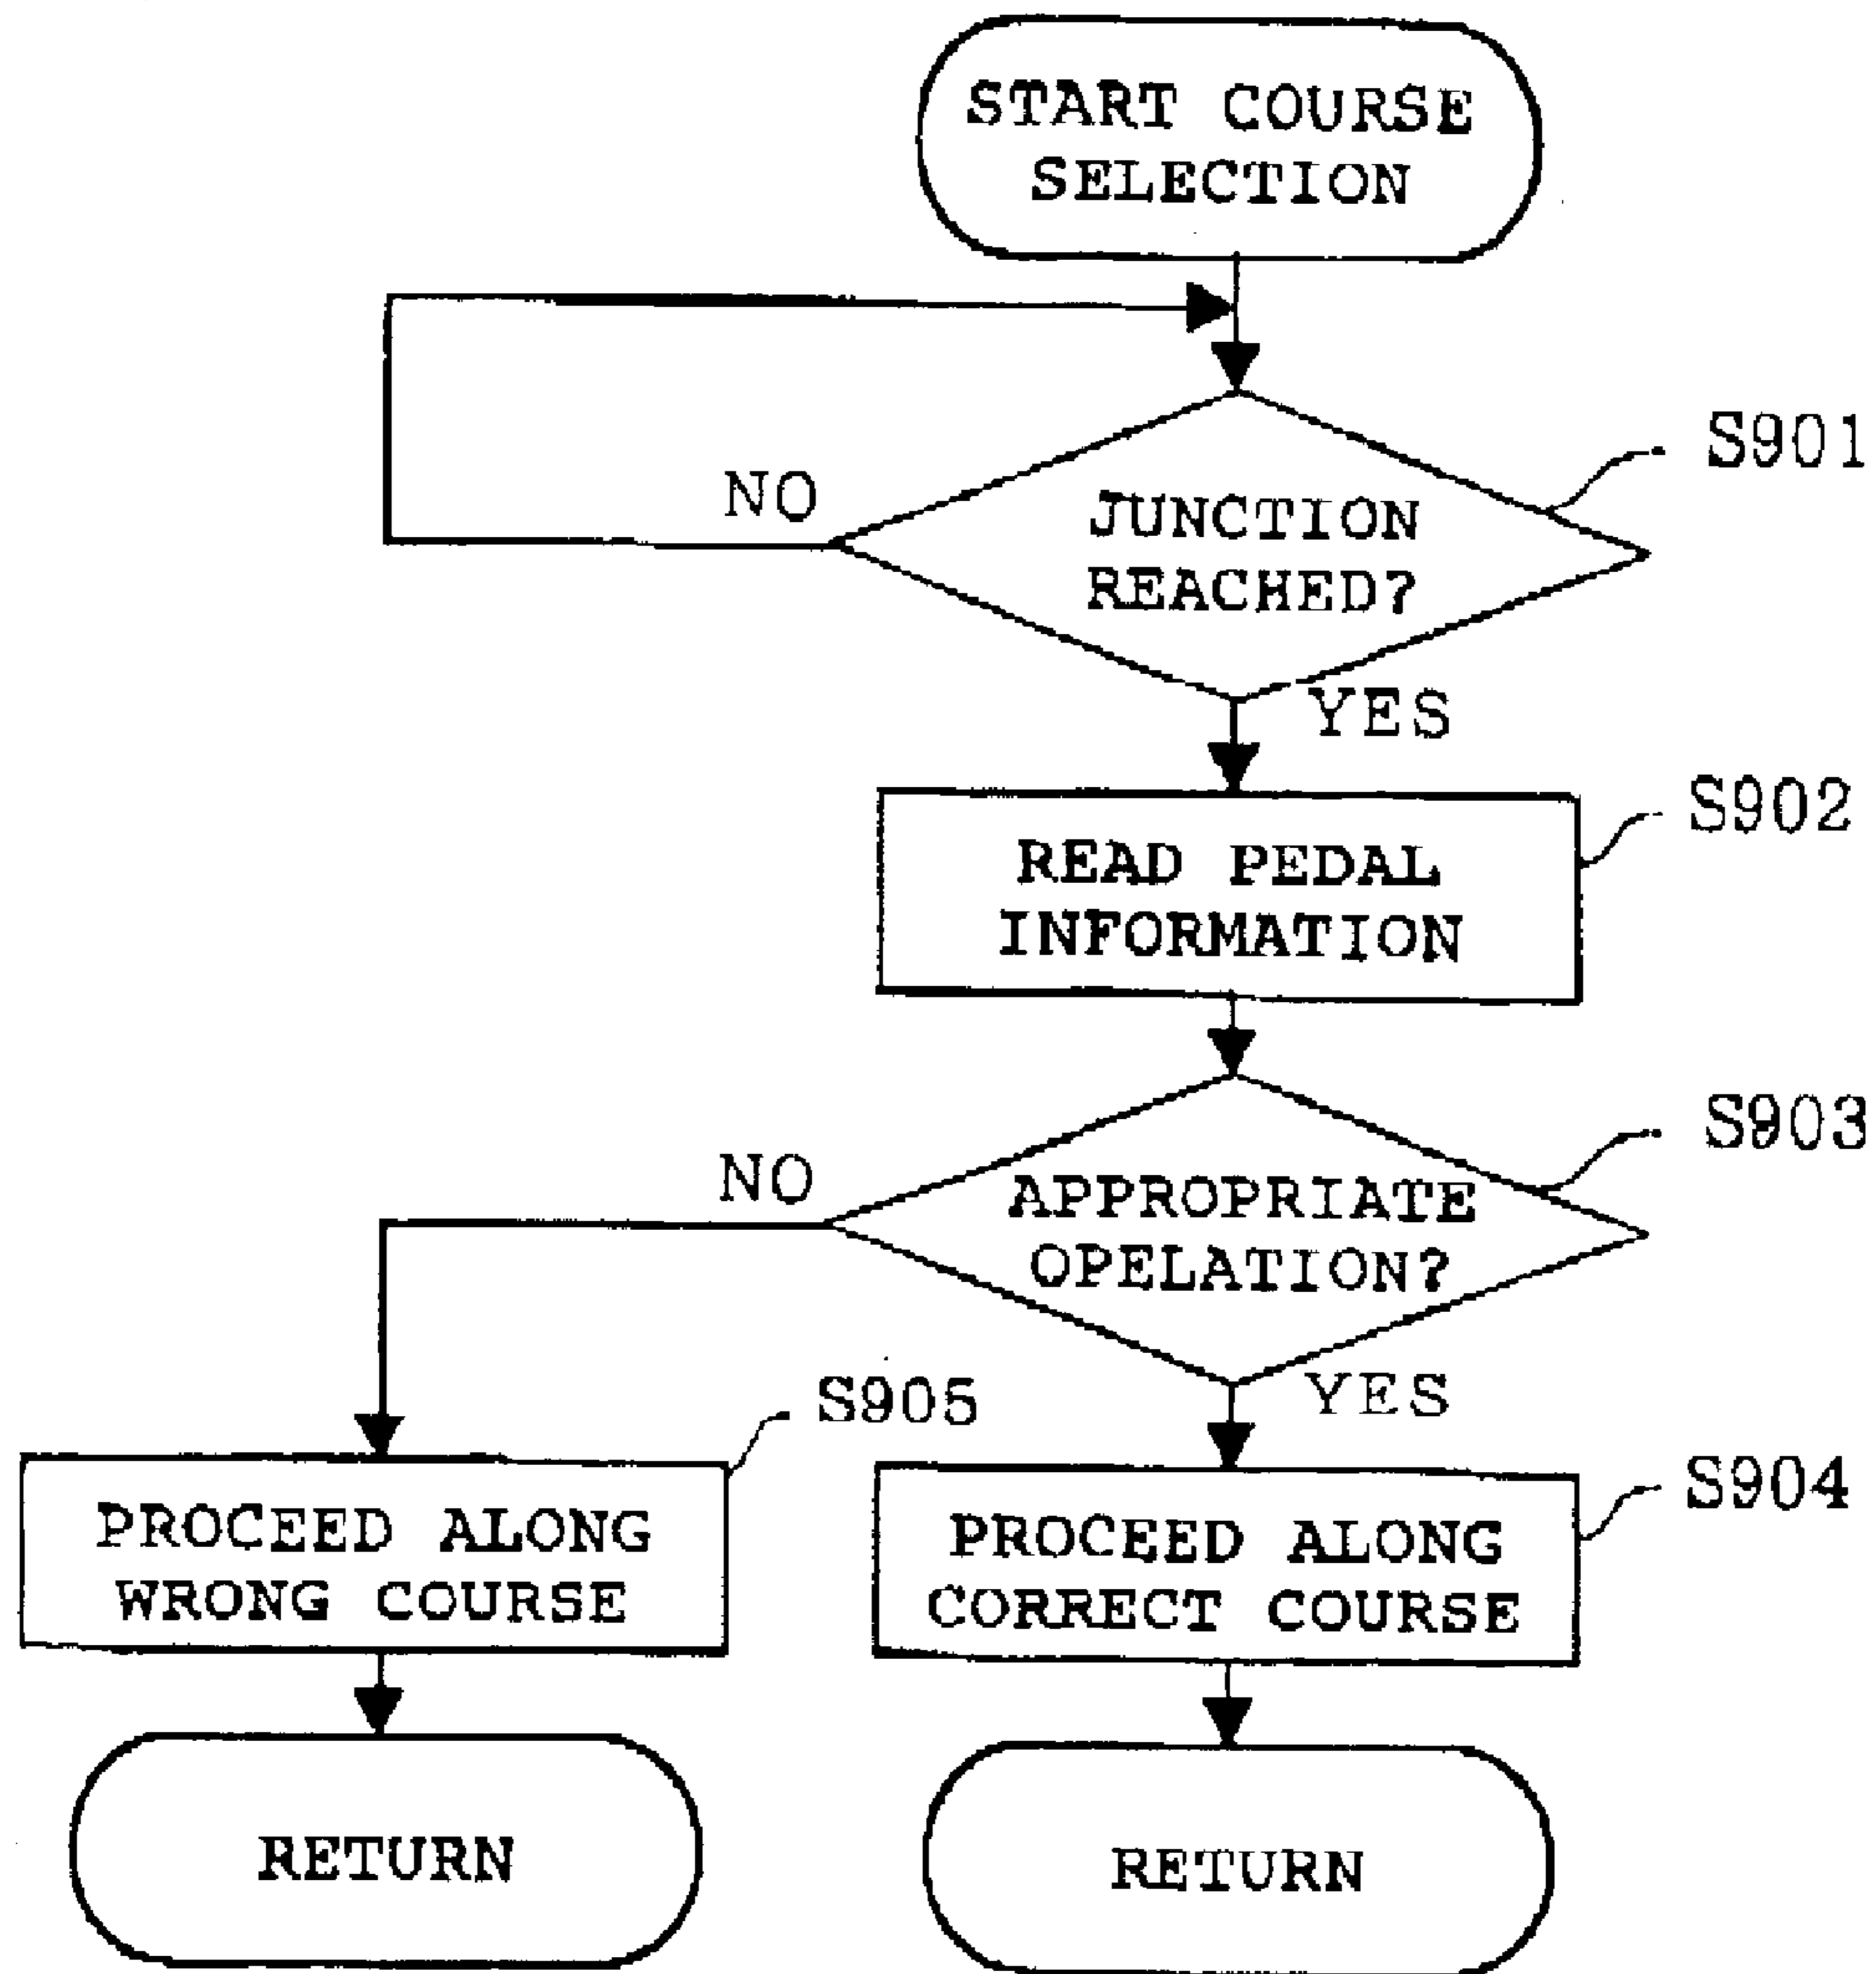 START COURSE
SELECTION
S901
NO
JUNCTION
REACHED?
YES
S902
READ PEDAL
INFORMATION
S903
NO
APPROPRIATE
OPELATION?
YES
S905
S904
PROCEED ALONG
WRONG COURSE
PROCEED ALONG
CORRECT COURSE
RETURN
RETURN